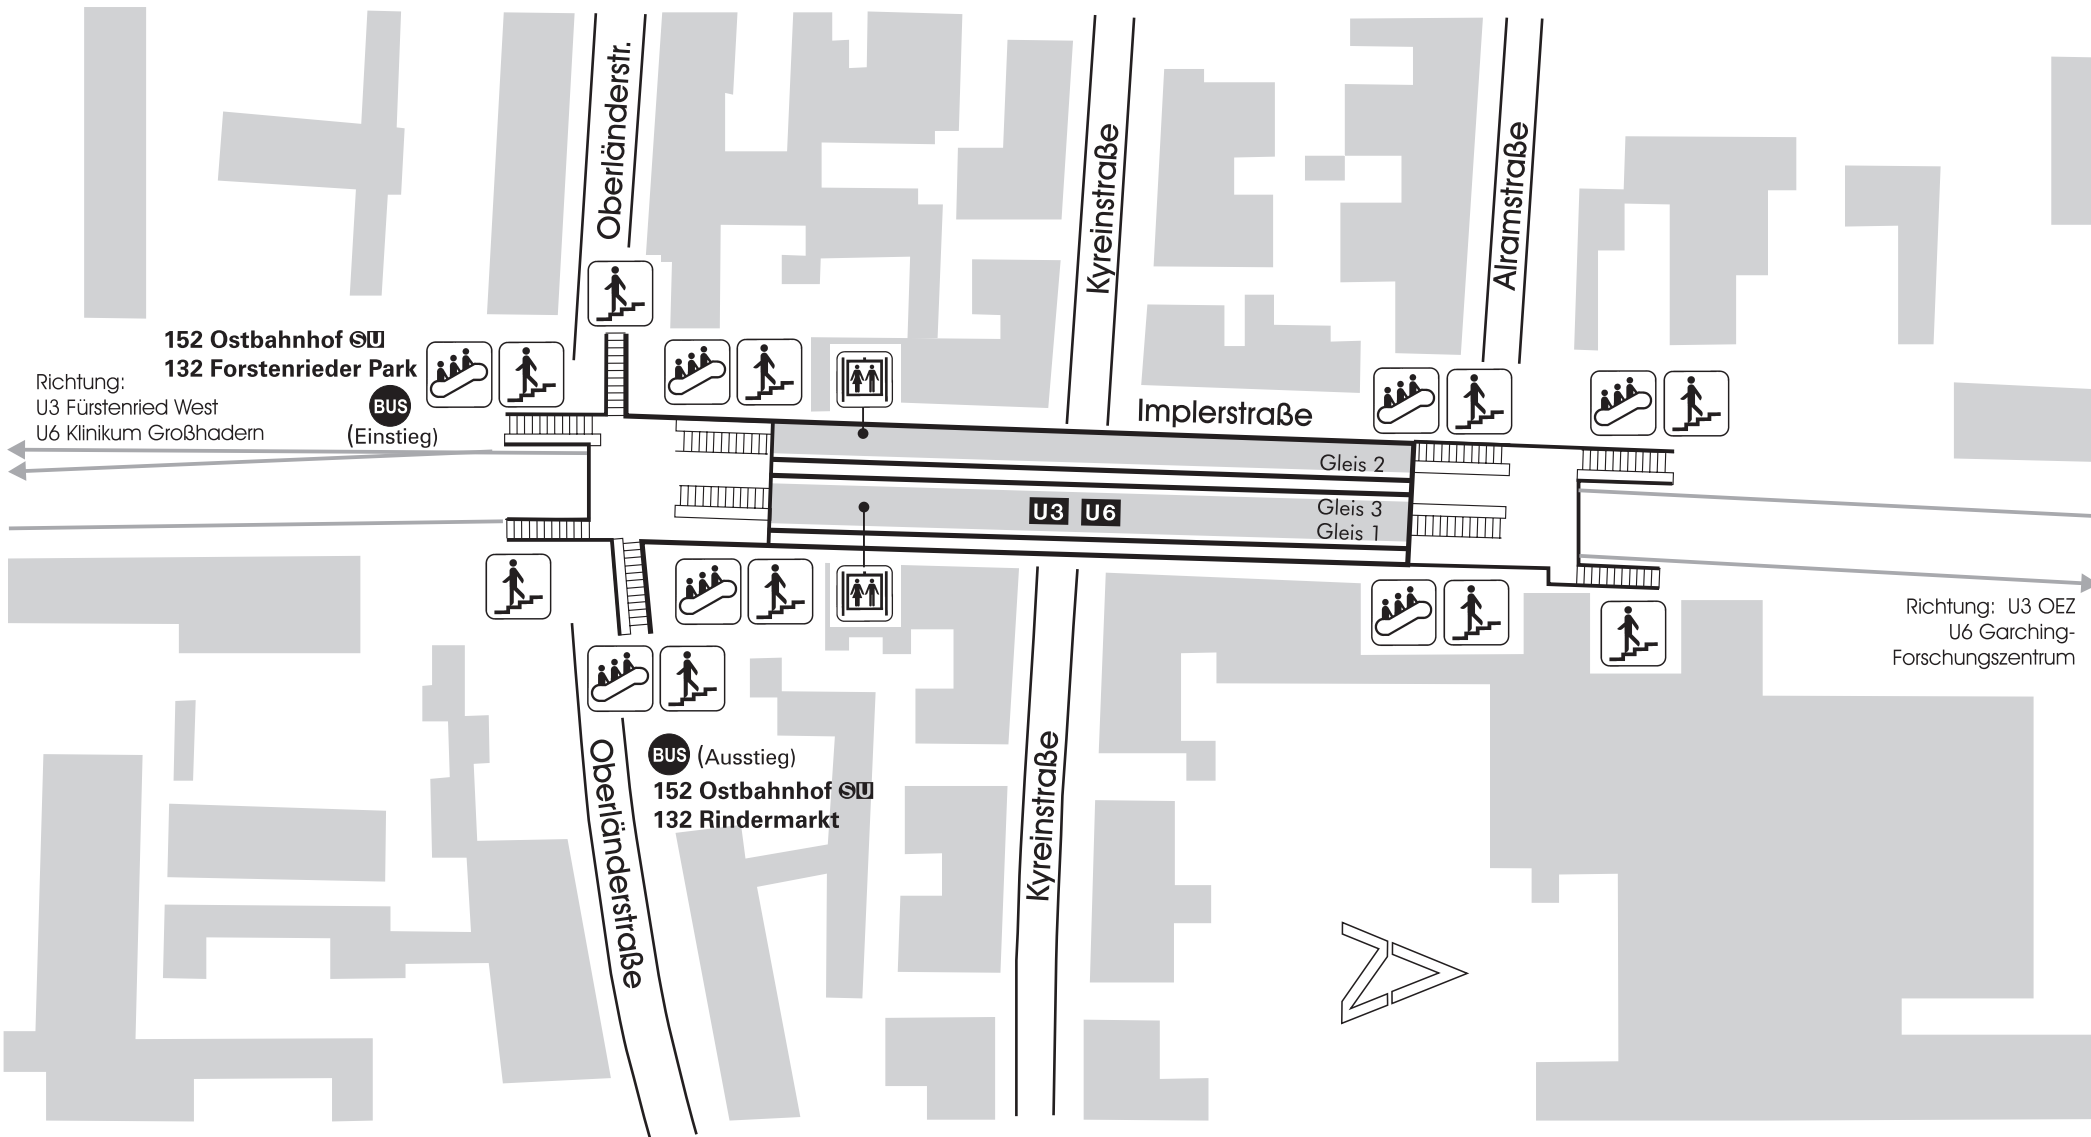 Oberländerstr.
Kyreinstraße
Alramstraße
152 Ostbahnhof S U
132 Forstenrieder Park
BUS
(Einstieg)
Richtung:
U3 Fürstenried West
U6 Klinikum Großhadern
Implerstraße
Gleis 2
U3 U6
Gleis 3
Gleis 1
Richtung: U3 OEZ
U6 Garching-
Forschungszentrum
BUS (Ausstieg)
152 Ostbahnhof S U
132 Rindermarkt
Oberländerstraße
Kyreinstraße
N